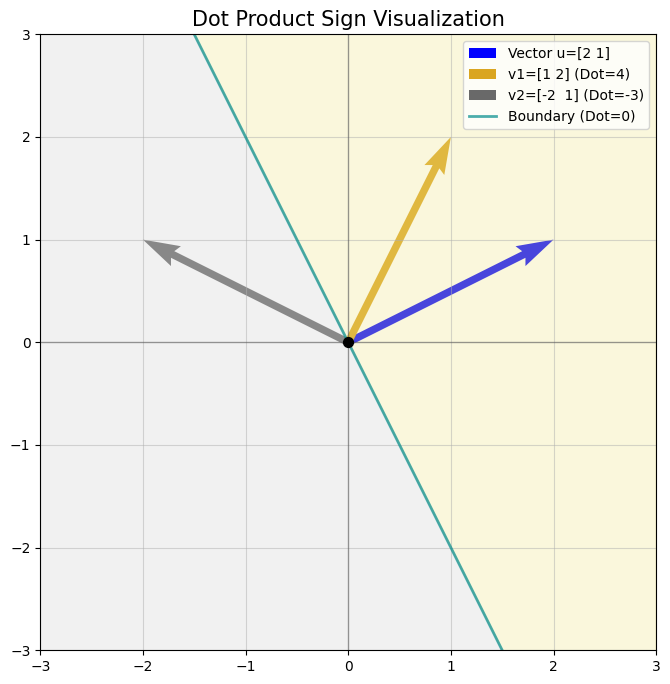 Dot Product Sign Visualization
Vector u=[2 1]
v1=[1 2] (Dot=4)
v2=[-2  1] (Dot=-3)
Boundary (Dot=0)
3
2
1
0
−1
−2
−3
−3
−2
−1
0
1
2
3